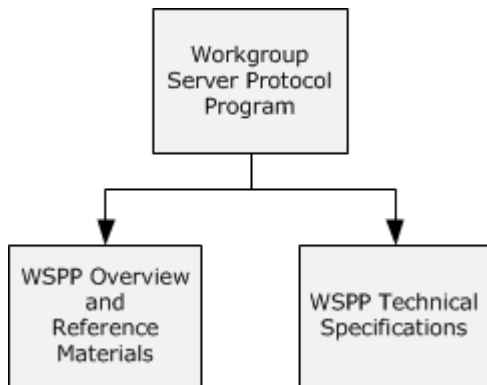 Workgroup
Server Protocol
Program
WSPP Overview
and
Reference
Materials
WSPP Technical
Specifications